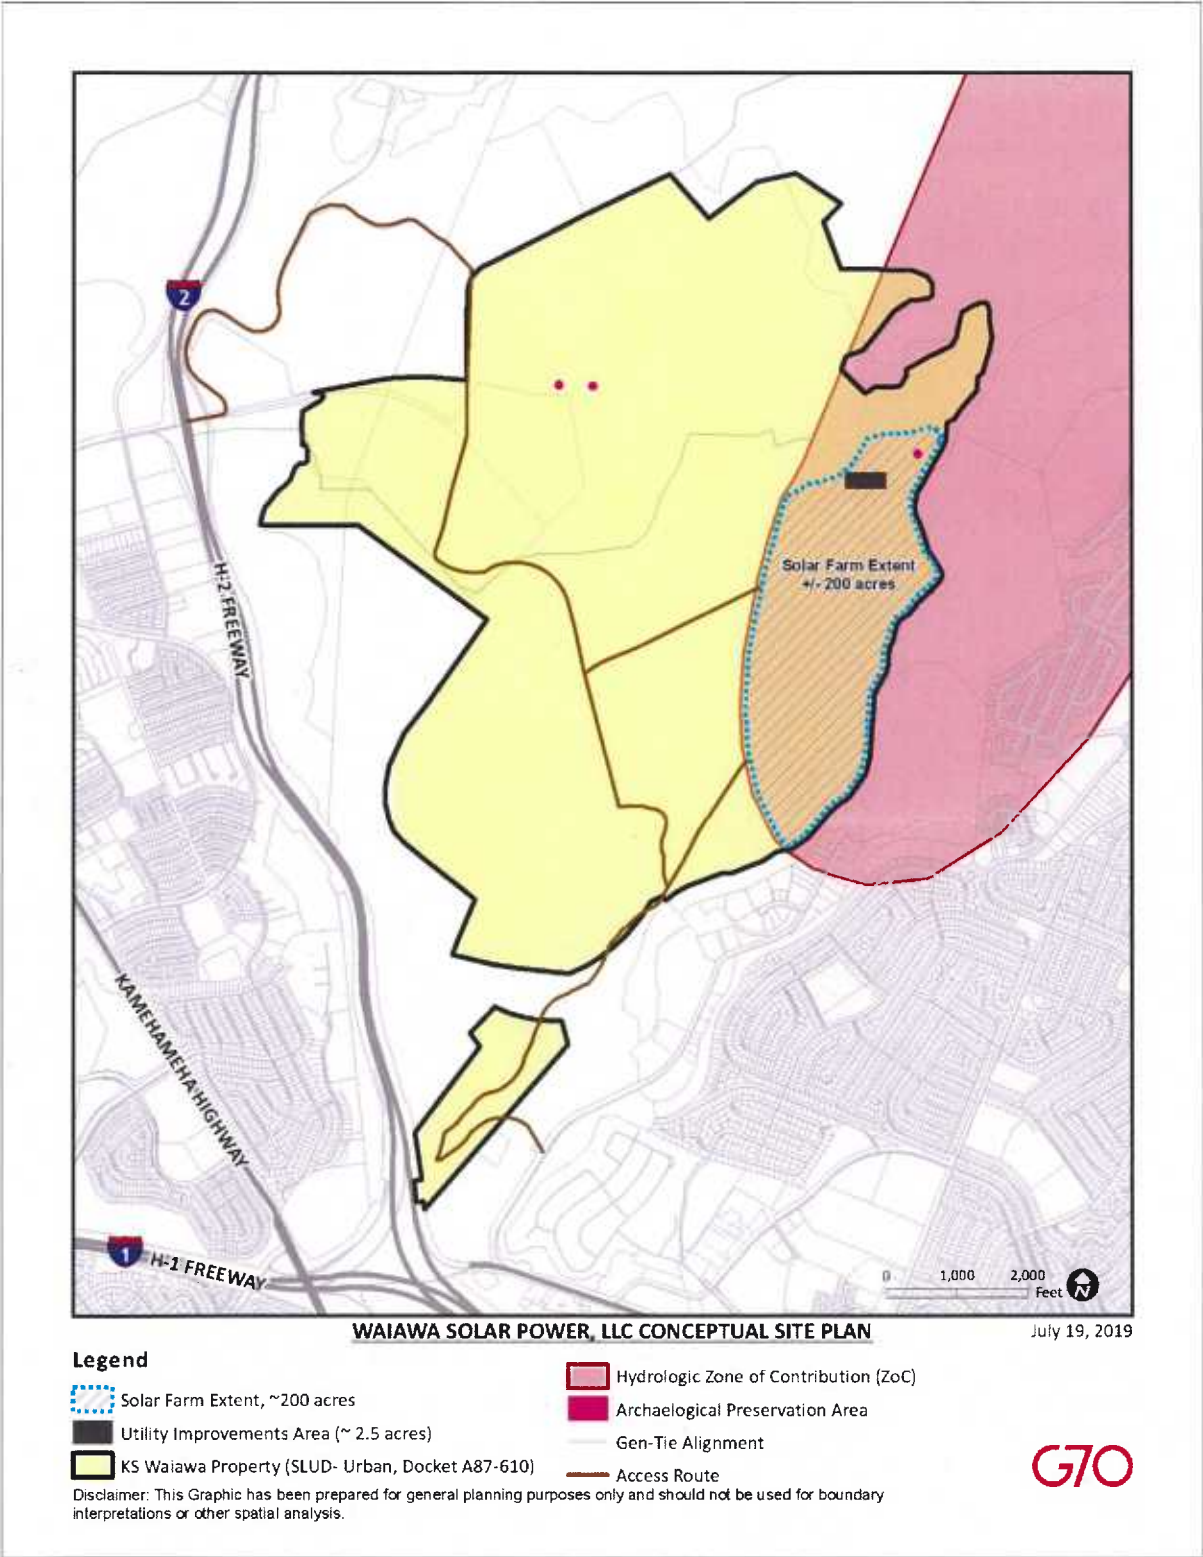 2
H-2 FREEWAY
Solar Farm Extent
+/- 200 acres
KAMEHAMEHA HIGHWAY
1
H-1 FREEWAY
0 1,000 2,000
Feet
N
WAIAWA SOLAR POWER, LLC CONCEPTUAL SITE PLAN
July 19, 2019
Legend
Solar Farm Extent, ~200 acres
Utility Improvements Area (~ 2.5 acres)
KS Waiawa Property (SLUD- Urban, Docket A87-610)
Hydrologic Zone of Contribution (ZoC)
Archaelogical Preservation Area
Gen-Tie Alignment
Access Route
G70
Disclaimer: This Graphic has been prepared for general planning purposes only and should not be used for boundary
interpretations or other spatial analysis.